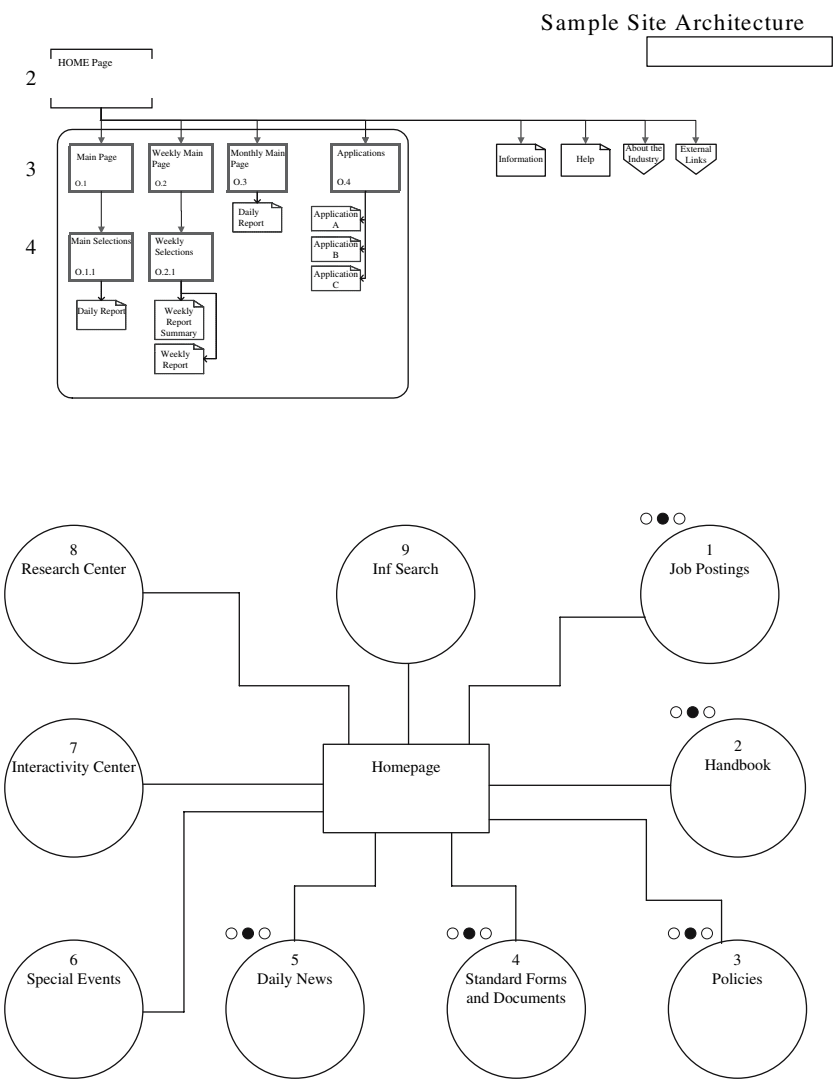 Sample Site Architecture
HOME Page
2
3
Main Page
O.1
Weekly Main
Page
O.2
Monthly Main
Page
O.3
Applications
O.4
Information
Help
About the
Industry
External
Links
Daily
Report
Application
A
Application
B
Application
C
4
Main Selections
O.1.1
Weekly
Selections
O.2.1
Daily Report
Weekly
Report
Summary
Weekly
Report
8
Research Center
9
Inf Search
1
Job Postings
7
Interactivity Center
Homepage
2
Handbook
6
Special Events
5
Daily News
4
Standard Forms
and Documents
3
Policies